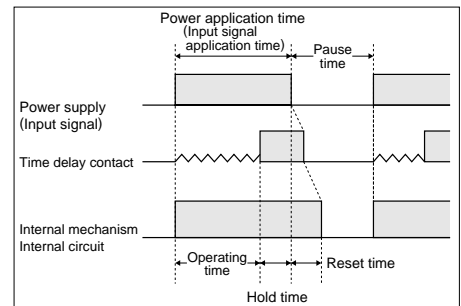 Power application time
(Input signal
application time)
Pause
time
Power supply
(Input signal)
Time delay contact
Internal mechanism
Internal circuit
Operating
time
Reset time
Hold time